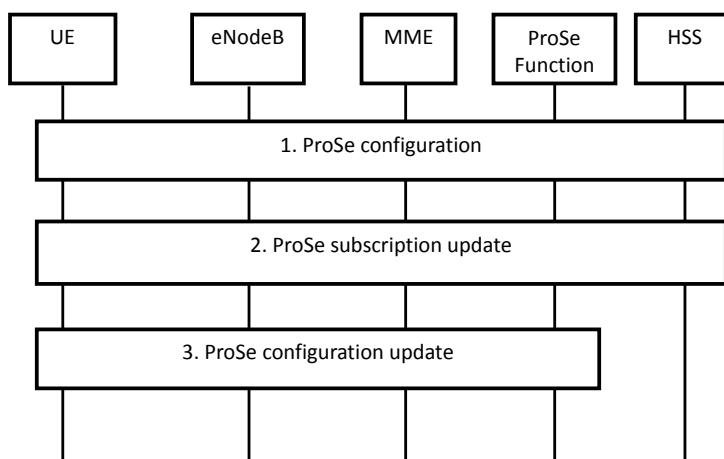 UE
eNodeB
MME
ProSe
Function
HSS
1. ProSe configuration
2. ProSe subscription update
3. ProSe configuration update